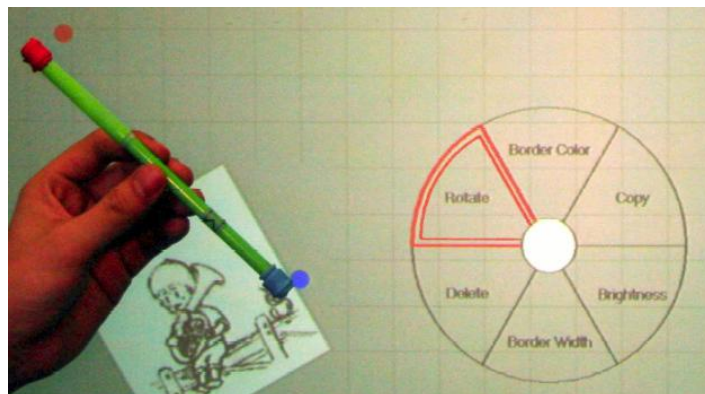 Border Color
Rotate
Copy
Delete
Brightness
Border Width